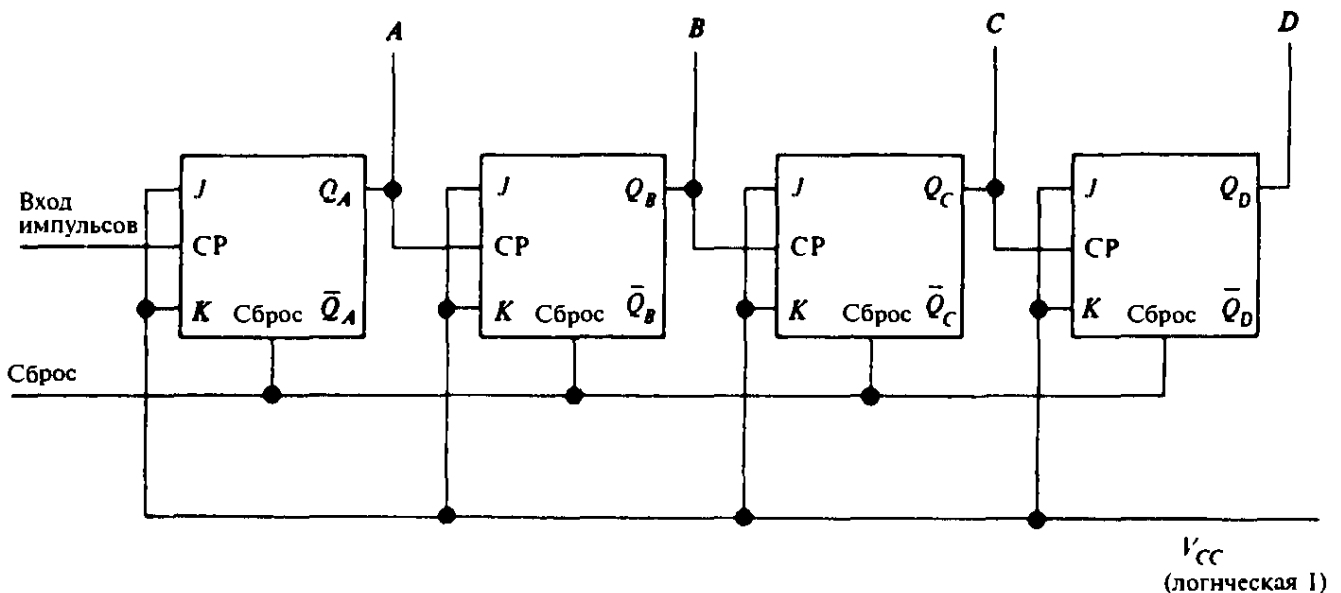 A
B
C
D
J
Q_A
J
Q_B
J
Q_C
J
Q_D
Вход
импульсов
CP
CP
CP
CP
K
Сброс
Q̄_A
K
Сброс
Q̄_B
K
Сброс
Q̄_C
K
Сброс
Q̄_D
Сброс
V_CC
(логическая 1)